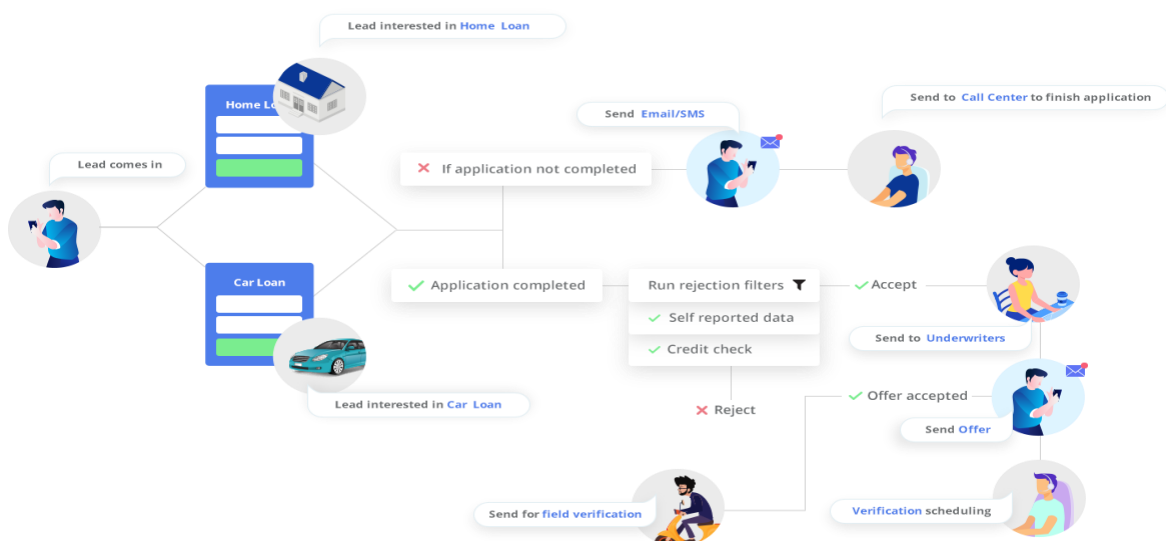 Lead interested in Home Loan
Home Lo
Send to Call Center to finish application
Send Email/SMS
Lead comes in
If application not completed
Car Loan
Application completed
Run rejection filters
Accept
Self reported data
Send to Underwriters
Credit check
Offer accepted
Lead interested in Car Loan
Reject
Send Offer
Send for field verification
Verification scheduling